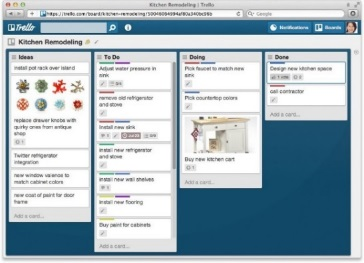 Kitchen Remodeling | Trello
https://trello.com/board/kitchen-remodeling/
Trello
Notifications
Boards
Kitchen Remodeling
Ideas
install pot rack over island
replace drawer knobs with
quirky ones from antique
shop
Twitter refrigerator
integration
new window valence to
match cabinet colors
new coat of paint for door
frame
Add a card...
To Do
Adjust water pressure in
sink
remove old refrigerator
and stove
Install new sink
install new refrigerator
and stove
install new wall shelves
install new flooring
Buy paint for cabinets
Add a card...
Doing
Pick faucet to match new
sink
Pick countertop colors
Buy new kitchen cart
Add a card...
Done
Design new kitchen space
call contractor
Add a card...